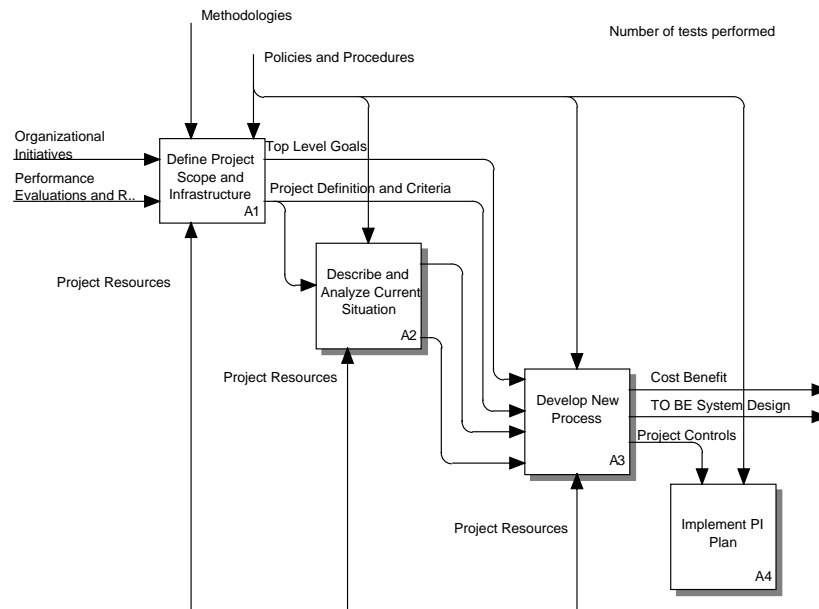 Methodologies
Number of tests performed
Policies and Procedures
Organizational
Initiatives
Performance
Evaluations and R..
Define Project
Scope and
Infrastructure
A1
Top Level Goals
Project Definition and Criteria
Project Resources
Describe and
Analyze Current
Situation
A2
Project Resources
Develop New
Process
A3
Cost Benefit
TO BE System Design
Project Controls
Project Resources
Implement PI
Plan
A4